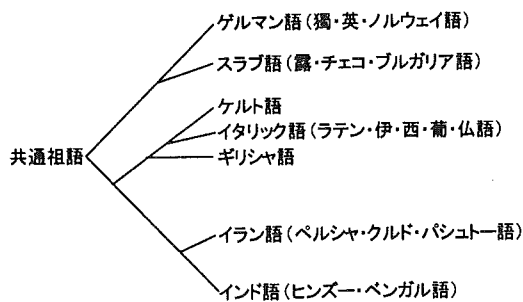 ゲルマン語(獨・英・ノルウェイ語)
スラブ語(露・チェコ・ブルガリア語)
ケルト語
イタリック語(ラテン・伊・西・葡・仏語)
共通祖語
ギリシャ語
イラン語(ペルシャ・クルド・パシュトー語)
インド語(ヒンズー・ベンガル語)